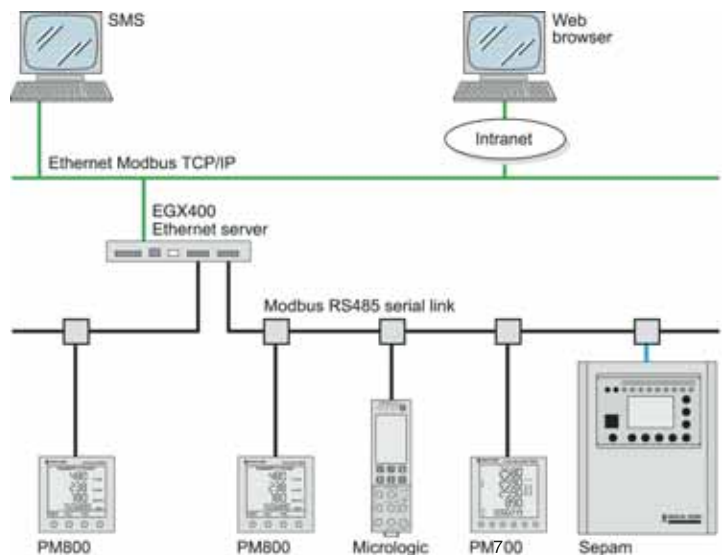 SMS
Web
browser
Intranet
Ethernet Modbus TCP/IP
EGX400
Ethernet server
Modbus RS485 serial link
PM800
PM800
Micrologic
PM700
Sepam